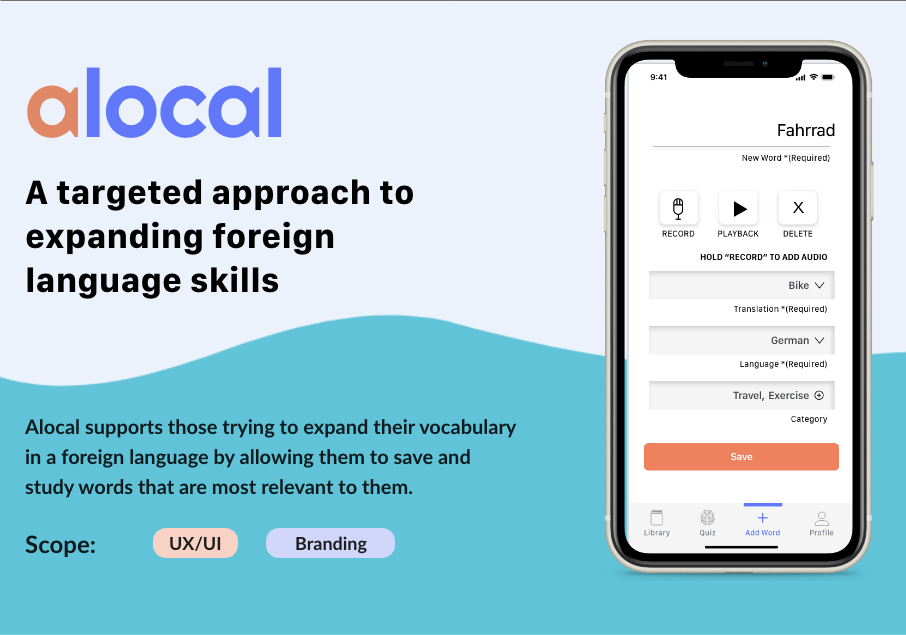 alocal
A targeted approach to
expanding foreign
language skills
Alocal supports those trying to expand their vocabulary
in a foreign language by allowing them to save and
study words that are most relevant to them.
Scope:
UX/UI
Branding
9:41
Fahrrad
New Word *(Required)
X
RECORD
PLAYBACK
DELETE
HOLD “RECORD” TO ADD AUDIO
Bike
Translation *(Required)
German
Language *(Required)
Travel, Exercise
Category
Save
Library
Quiz
Add Word
Profile